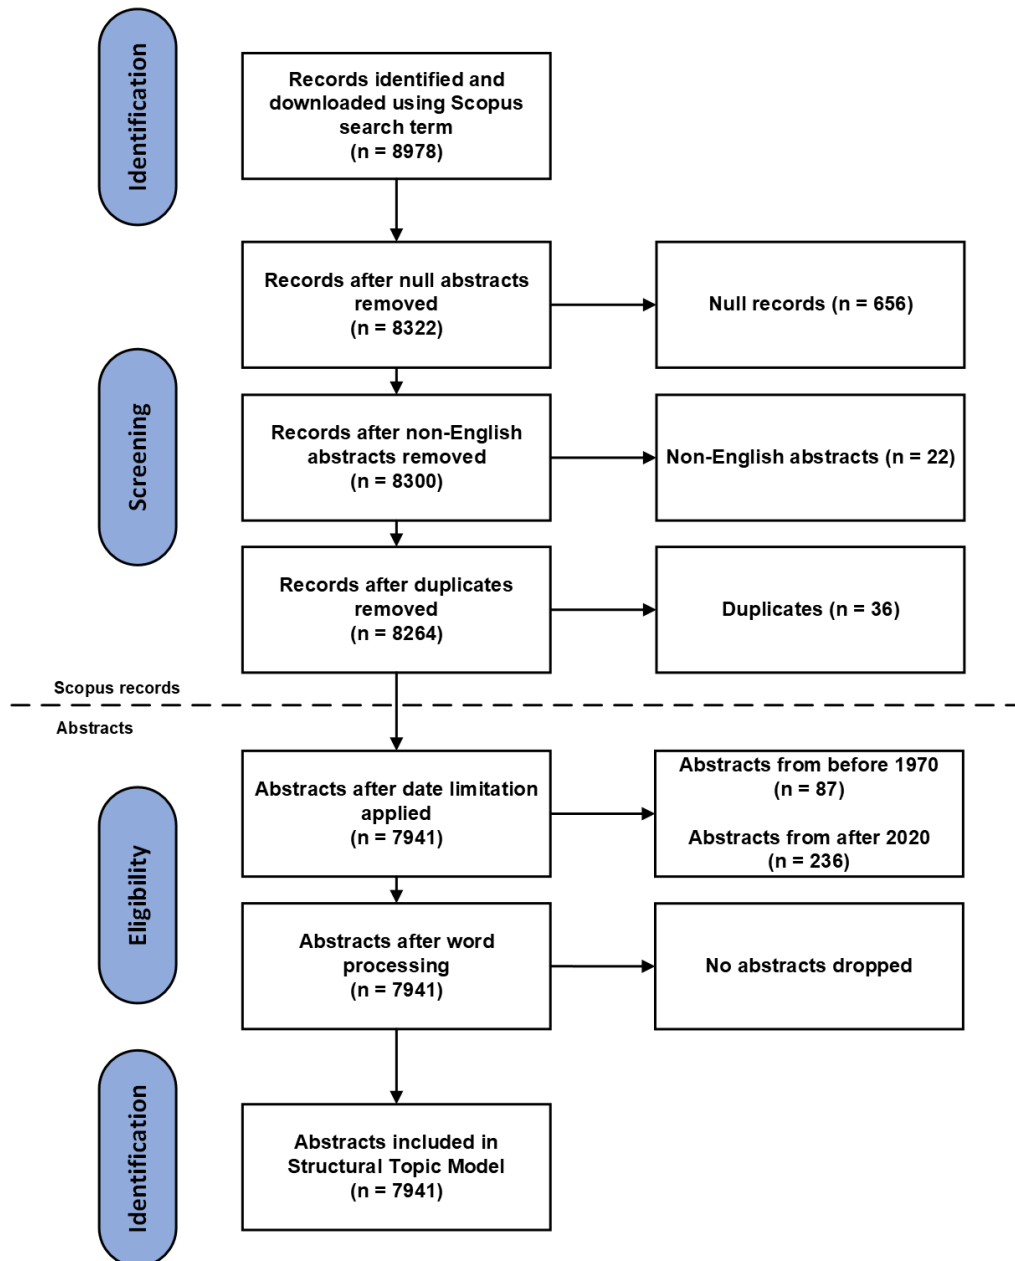 Identification
Records identified and
downloaded using Scopus
search term
(n = 8978)
Records after null abstracts
removed
(n = 8322)
Null records (n = 656)
Screening
Records after non-English
abstracts removed
(n = 8300)
Non-English abstracts (n = 22)
Records after duplicates
removed
(n = 8264)
Duplicates (n = 36)
Scopus records
Abstracts
Eligibility
Abstracts after date limitation
applied
(n = 7941)
Abstracts from before 1970
(n = 87)
Abstracts from after 2020
(n = 236)
Abstracts after word
processing
(n = 7941)
No abstracts dropped
Identification
Abstracts included in
Structural Topic Model
(n = 7941)